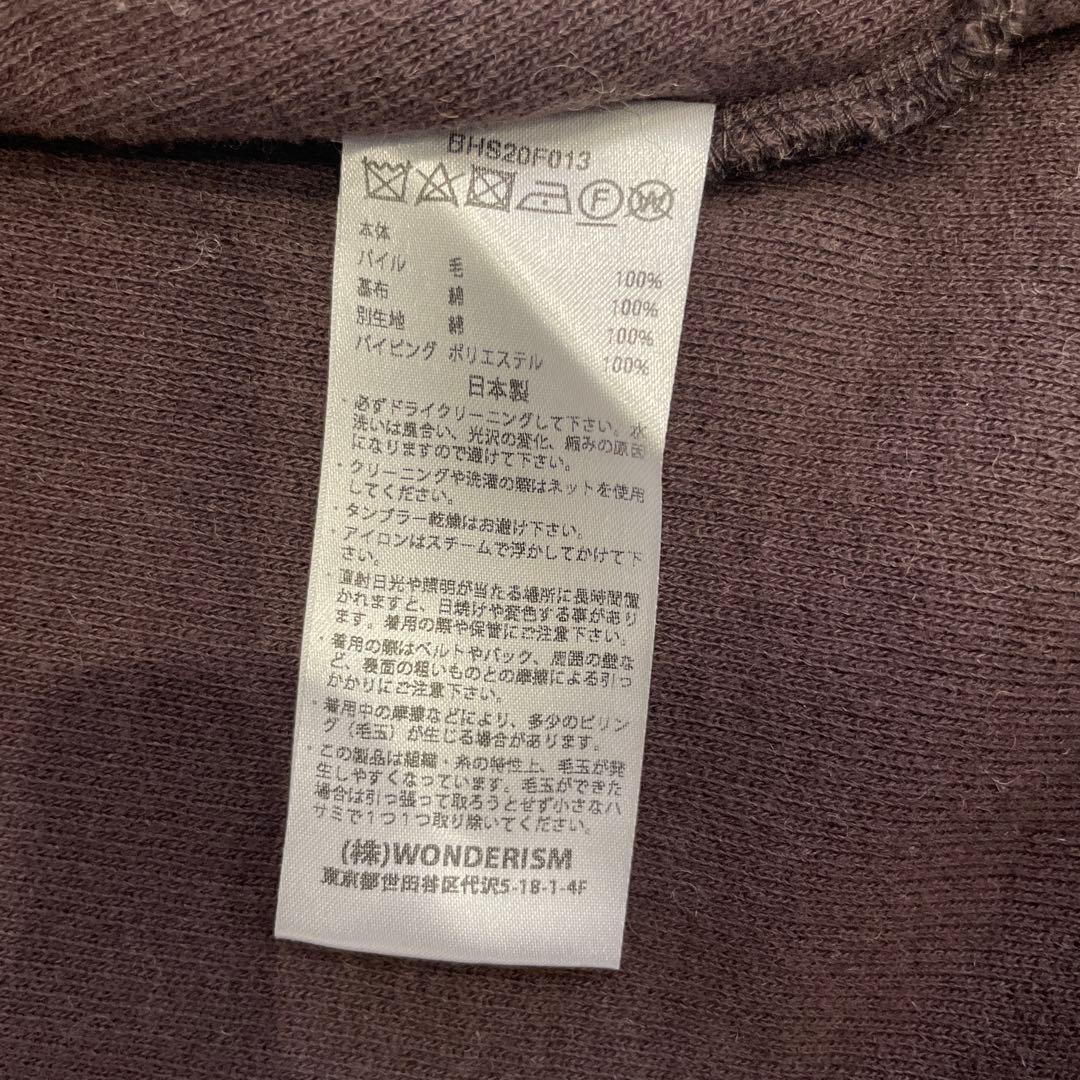 BHS20F013
F W
本体
パイル 毛 100%
基布 綿 100%
別生地 綿 100%
パイピング ポリエステル 100%
日本製
・必ずドライクリーニングして下さい。水
洗いは風合い、光沢の変化、縮みの原因
になりますので避けて下さい。
・クリーニングや洗濯の際はネットを使用
してください。
・タンブラー乾燥はお避け下さい。
・アイロンはスチームで浮かしてかけて下
さい。
・直射日光や照明が当たる場所に長時間置
かれますと、日焼けや変色する事があり
ます。着用の際や保管にご注意下さい。
・着用の際はベルトやバック、周囲の壁な
ど、表面の粗いものとの摩擦による引っ
かかりにご注意下さい。
・着用中の摩擦などにより、多少のピリン
グ（毛玉）が生じる場合があります。
・この製品は組織・糸の特性上、毛玉が発
生しやすくなっています。毛玉ができた
場合は引っ張って取ろうとせず小さなハ
サミで1つ1つ取り除いてください。
(株)WONDERISM
東京都世田谷区代沢5-18-1-4F